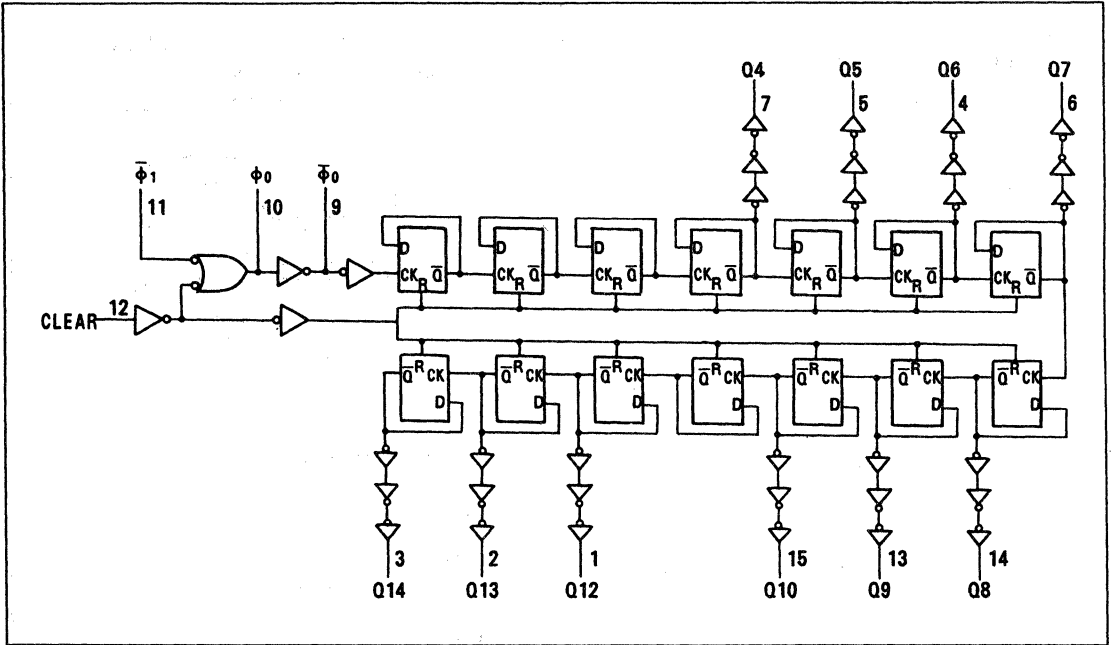 Q4 Q5 Q6 Q7
7 5 4 6
φ̄1 φ0 φ̄0
11 10 9
D D D D D D D
CK R Q̄ CK R Q̄ CK R Q̄ CK R Q̄ CK R Q̄ CK R Q̄ CK R Q̄
CLEAR 12
Q̄ R CK Q̄ R CK Q̄ R CK Q̄ R CK Q̄ R CK Q̄ R CK Q̄ R CK
D D D D D D D
3 2 1 15 13 14
Q14 Q13 Q12 Q10 Q9 Q8